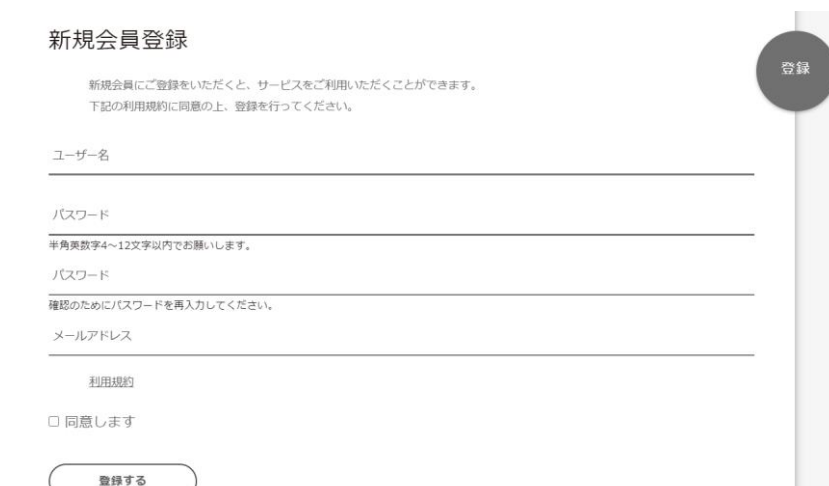 新規会員登録
登録
新規会員にご登録をいただくと、サービスをご利用いただくことができます。
下記の利用規約に同意の上、登録を行ってください。
ユーザー名
パスワード
半角英数字4～12文字以内でお願いします。
パスワード
確認のためにパスワードを再入力してください。
メールアドレス
利用規約
同意します
登録する